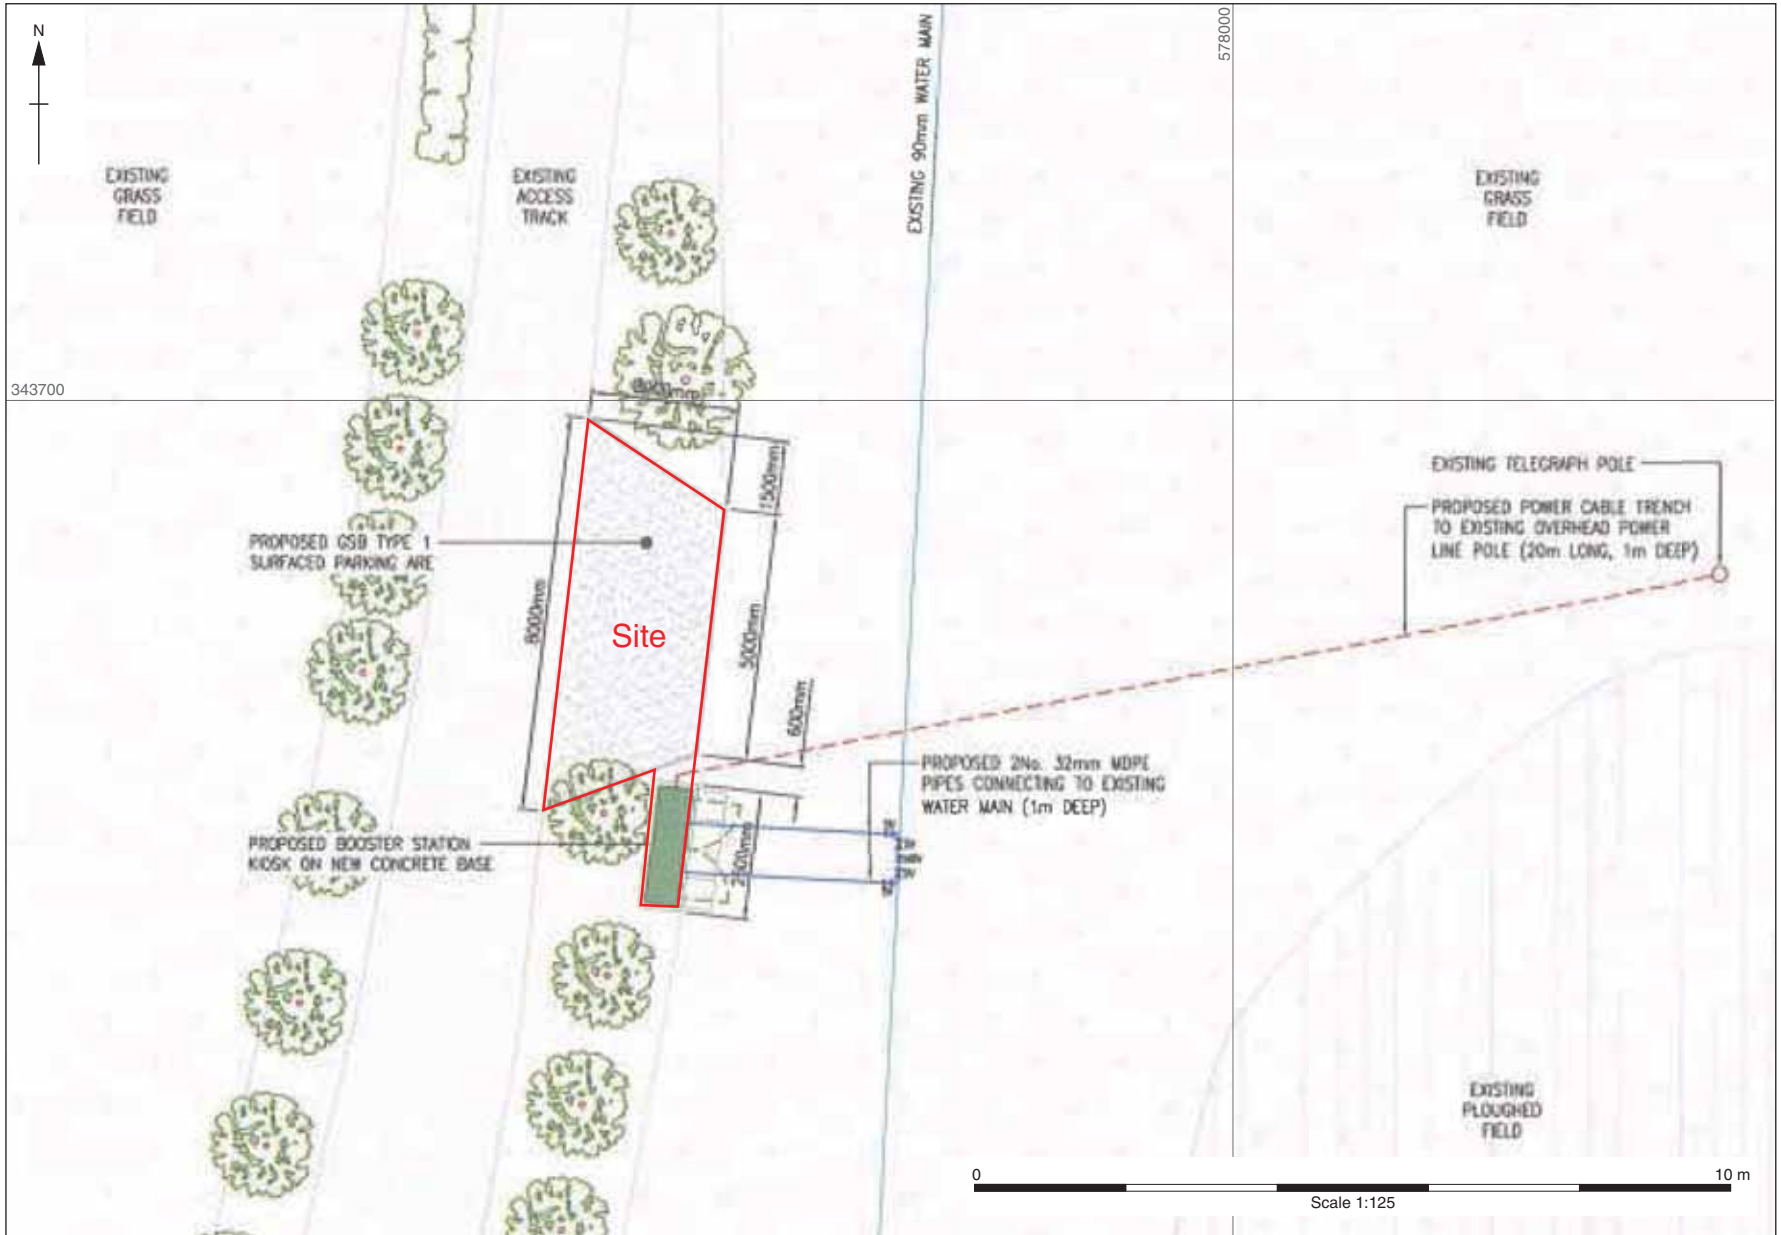 N
578000
EXISTING 90mm WATER MAIN
EXISTING
GRASS
FIELD
EXISTING
ACCESS
TRACK
EXISTING
GRASS
FIELD
343700
1500mm
EXISTING TELEGRAPH POLE
PROPOSED POWER CABLE TRENCH
TO EXISTING OVERHEAD POWER
LINE POLE (20m LONG, 1m DEEP)
PROPOSED GSB TYPE 1
SURFACED PARKING ARE
8000mm
Site
5000mm
600mm
PROPOSED 2No. 32mm MDPE
PIPES CONNECTING TO EXISTING
WATER MAIN (1m DEEP)
PROPOSED BOOSTER STATION
KIOSK ON NEW CONCRETE BASE
2500mm
EXISTING
PLOUGHED
FIELD
0
10 m
Scale 1:125